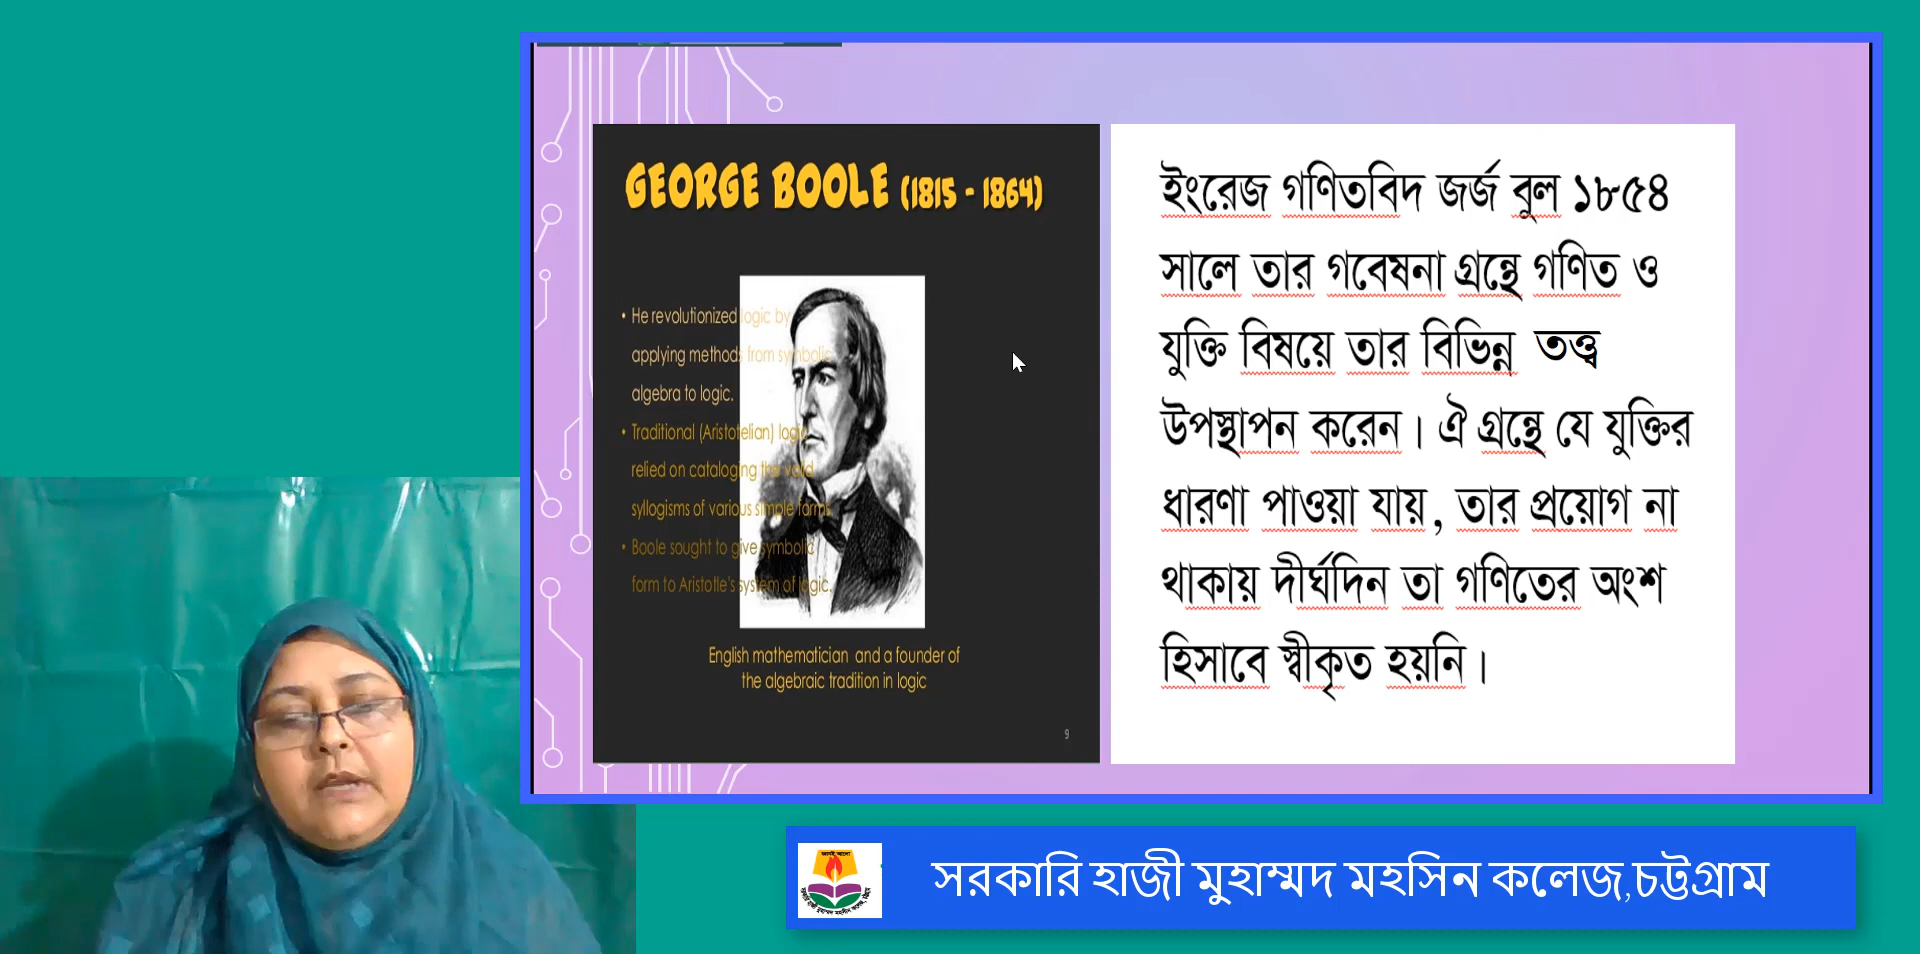 GEORGE BOOLE (1815 - 1864)
• He revolutionized logic by
applying methods from symbolic
algebra to logic.
• Traditional (Aristotelian) logic
relied on cataloging the valid
syllogisms of various simple forms.
• Boole sought to give symbolic
form to Aristotle's system of logic.
English mathematician and a founder of
the algebraic tradition in logic
9
ইংরেজ গণিতবিদ জর্জ বুল ১৮৫৪
সালে তার গবেষনা গ্রন্থে গণিত ও
যুক্তি বিষয়ে তার বিভিন্ন তত্ত্ব
উপস্থাপন করেন। ঐ গ্রন্থে যে যুক্তির
ধারণা পাওয়া যায়, তার প্রয়োগ না
থাকায় দীর্ঘদিন তা গণিতের অংশ
হিসাবে স্বীকৃত হয়নি।
সরকারি হাজী মুহাম্মদ মহসিন কলেজ,চট্টগ্রাম